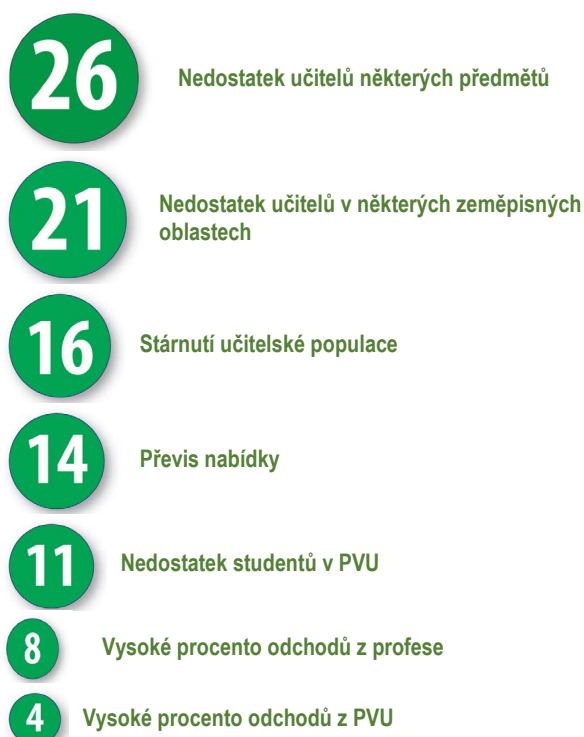 26
Nedostatek učitelů některých předmětů
21
Nedostatek učitelů v některých zeměpisných
oblastech
16
Stárnutí učitelské populace
14
Převis nabídky
11
Nedostatek studentů v PVU
8
Vysoké procento odchodů z profese
4
Vysoké procento odchodů z PVU